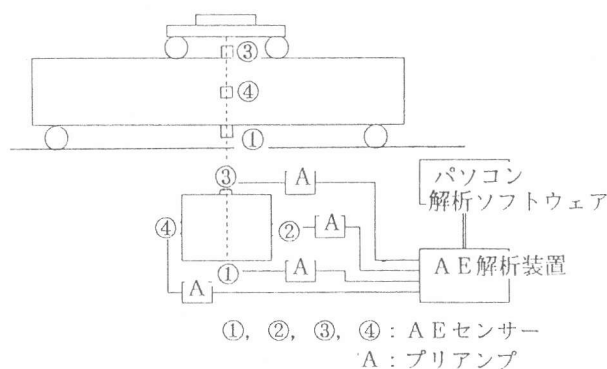 ③
④
①
③ A
パソコン
解析ソフトウェア
④ ② A
① A
AE解析装置
A
①, ②, ③, ④：AEセンサー
A：プリアンプ